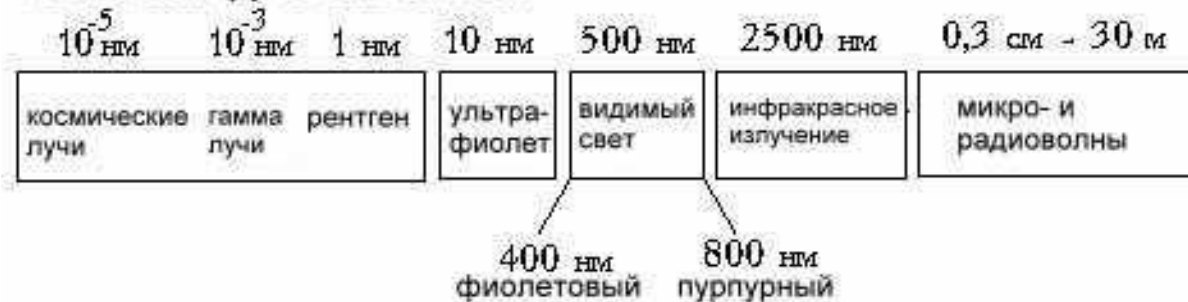 10⁻⁵ нм 10⁻³ нм 1 нм 10 нм 500 нм 2500 нм 0,3 см - 30 м
космические лучи
гамма лучи
рентген
ультра-
фиолет
видимый
свет
инфракрасное
излучение
микро- и
радиоволны
400 нм
фиолетовый
800 нм
пурпурный